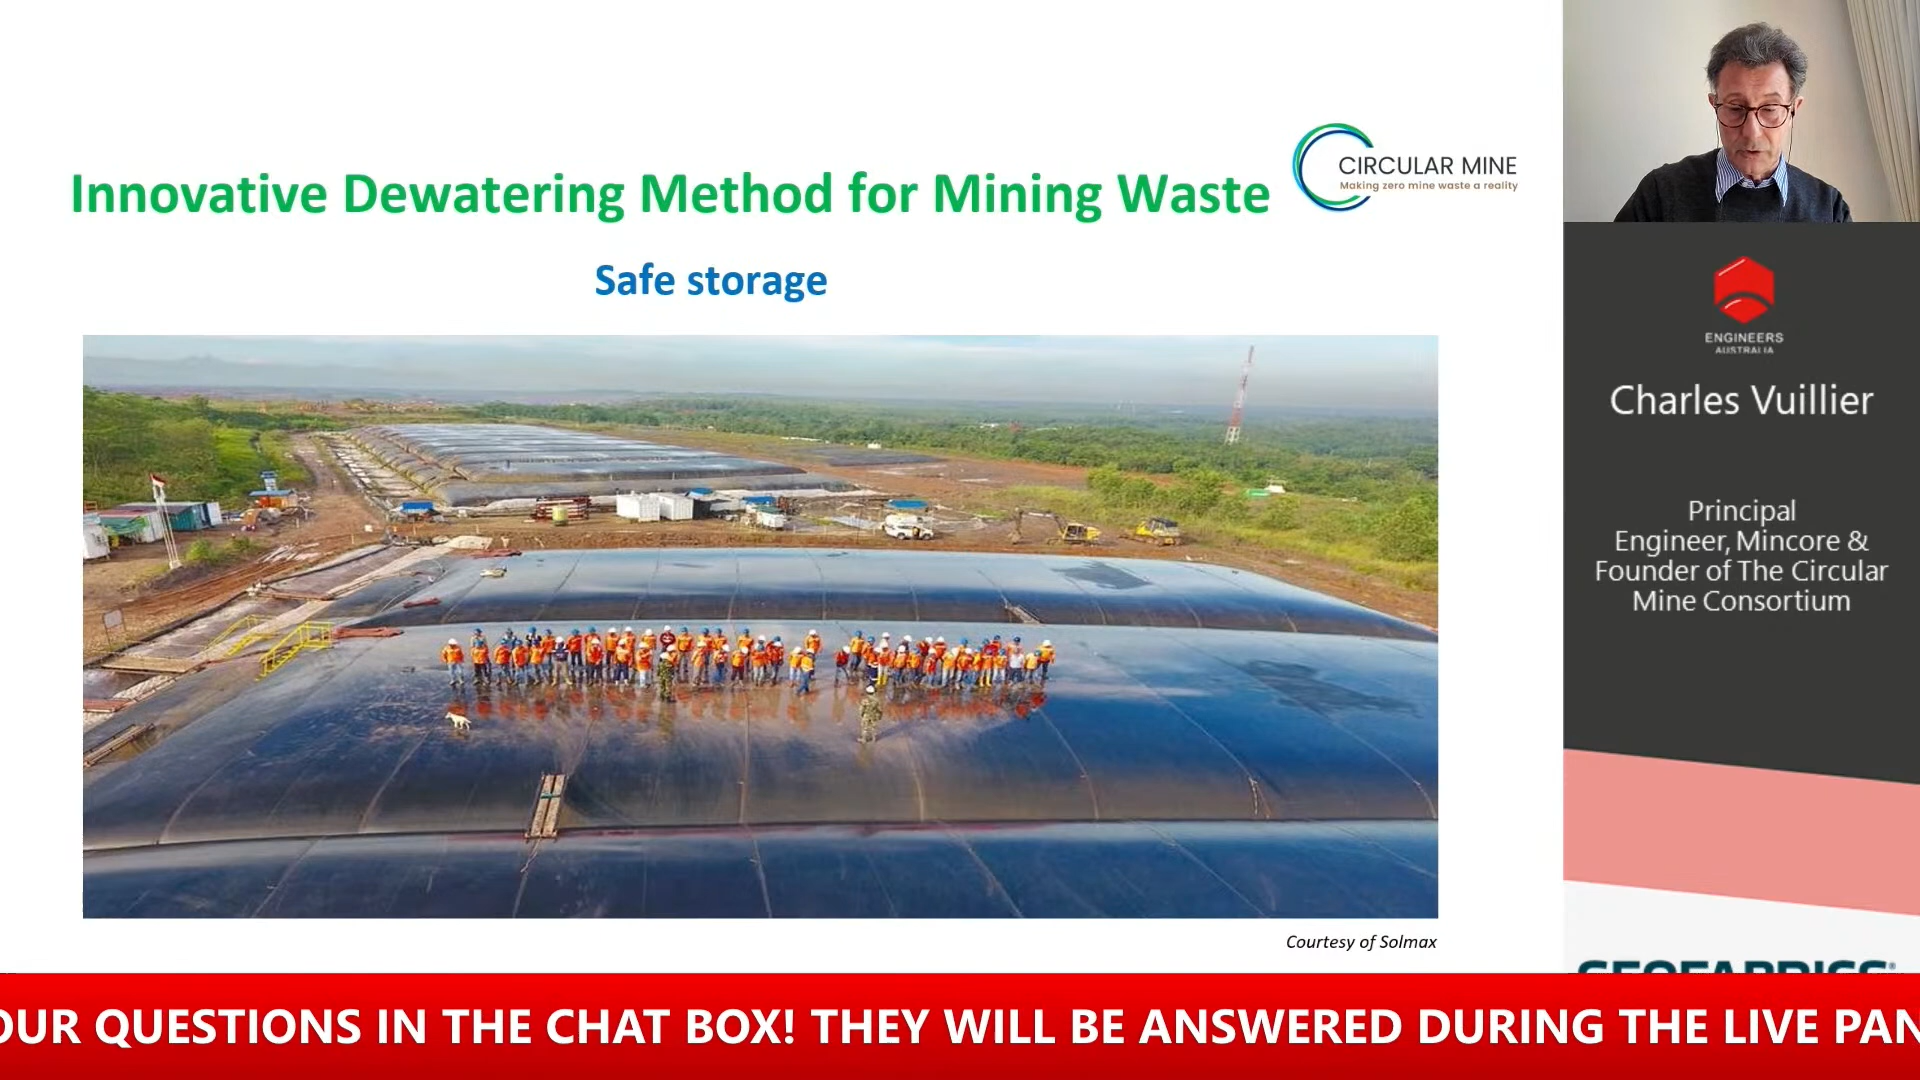 Innovative Dewatering Method for Mining Waste
CIRCULAR MINE
Making zero mine waste a reality
Safe storage
Courtesy of Solmax
ENGINEERS
AUSTRALIA
Charles Vuillier
Principal
Engineer, Mincore &
Founder of The Circular
Mine Consortium
GEOFABRICS®
OUR QUESTIONS IN THE CHAT BOX! THEY WILL BE ANSWERED DURING THE LIVE PAN